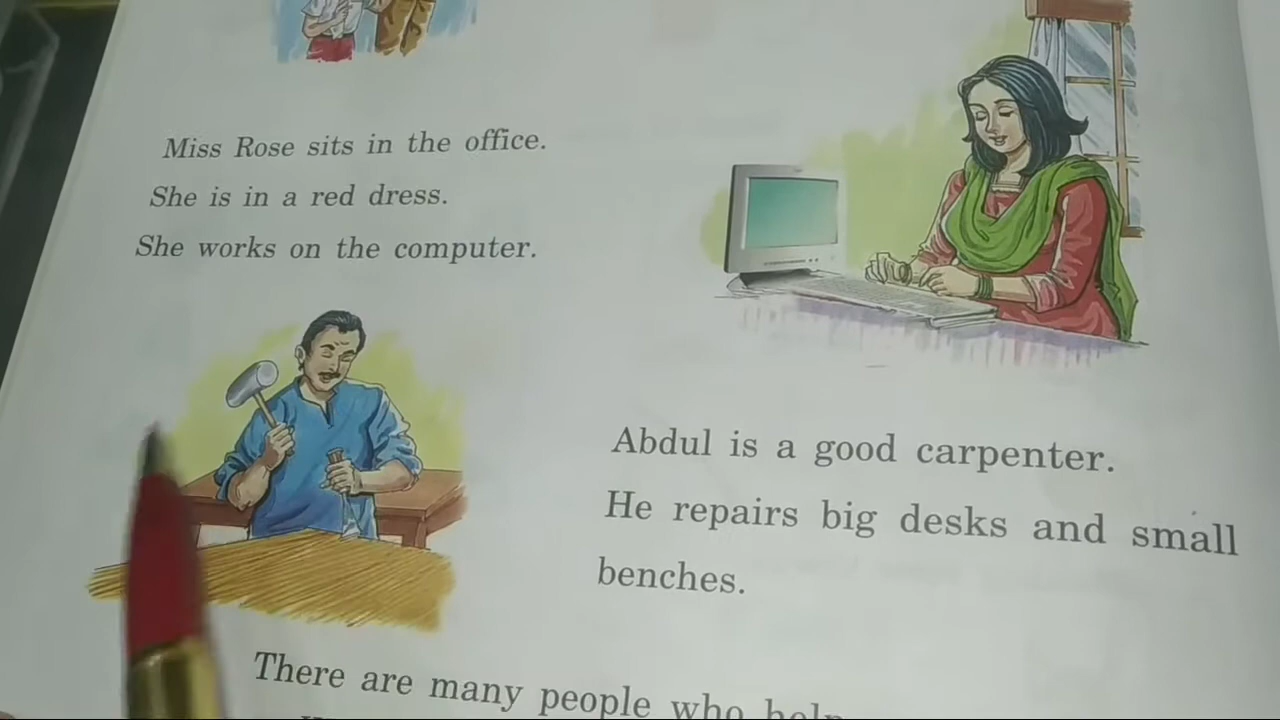 Miss Rose sits in the office.
She is in a red dress.
She works on the computer.
Abdul is a good carpenter.
He repairs big desks and small
benches.
There are many people who help